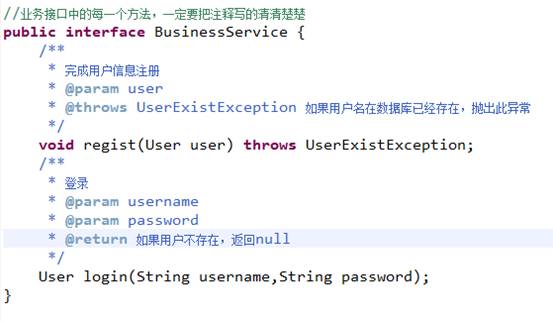 //业务接口中的每一个方法，一定要把注释写的清清楚楚
public interface BusinessService {
    /**
     * 完成用户信息注册
     * @param user
     * @throws UserExistException 如果用户名在数据库已经存在，抛出此异常
     */
    void regist(User user) throws UserExistException;
    /**
     * 登录
     * @param username
     * @param password
     * @return 如果用户不存在，返回null
     */
    User login(String username,String password);
}